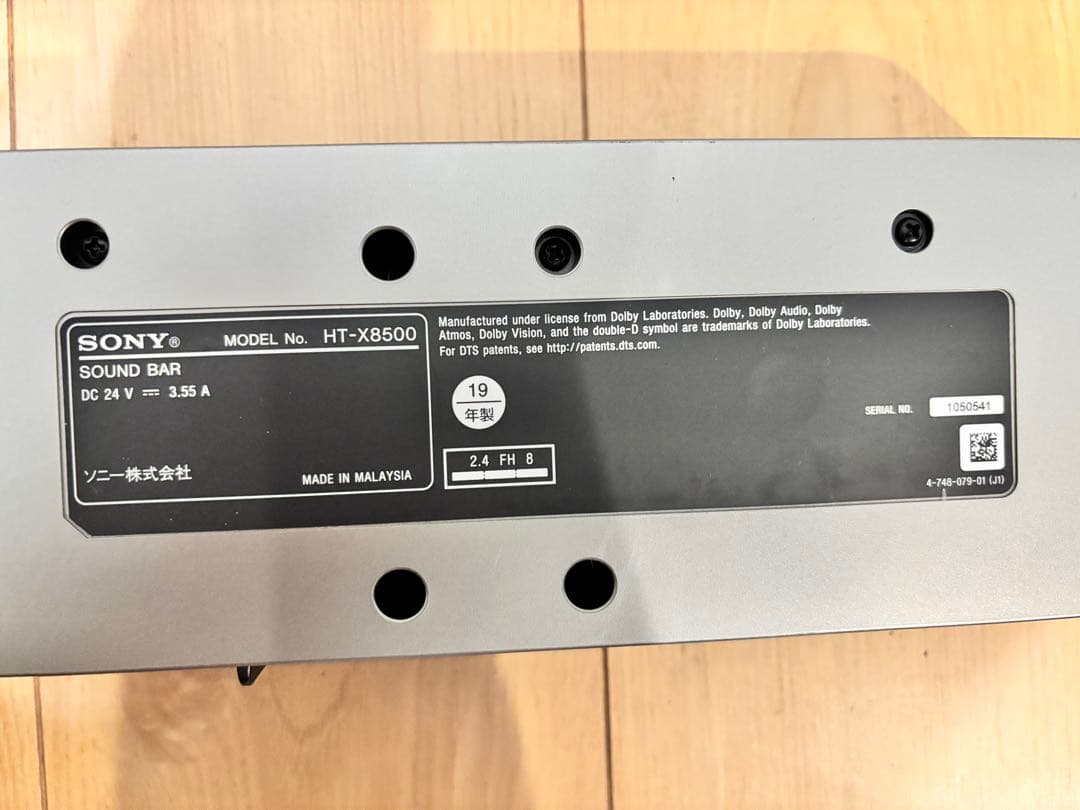 SONY®
MODEL No. HT-X8500
SOUND BAR
DC 24 V ⎓ 3.55 A
ソニー株式会社
MADE IN MALAYSIA
Manufactured under license from Dolby Laboratories. Dolby, Dolby Audio, Dolby
Atmos, Dolby Vision, and the double-D symbol are trademarks of Dolby Laboratories.
For DTS patents, see http://patents.dts.com.
19
年製
2.4 FH 8
SERIAL NO. 1050541
4-748-079-01 (J1)